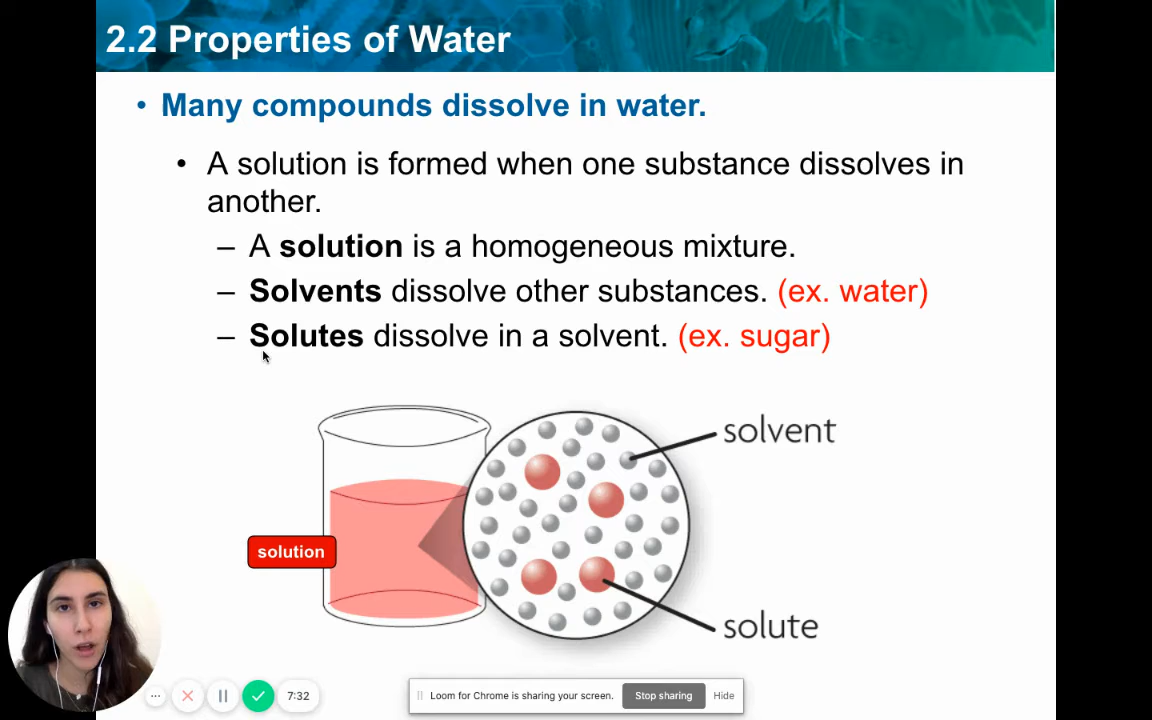 2.2 Properties of Water
• Many compounds dissolve in water.
• A solution is formed when one substance dissolves in
another.
– A solution is a homogeneous mixture.
– Solvents dissolve other substances. (ex. water)
– Solutes dissolve in a solvent. (ex. sugar)
solvent
solution
solute
7:32
Loom for Chrome is sharing your screen. Stop sharing Hide